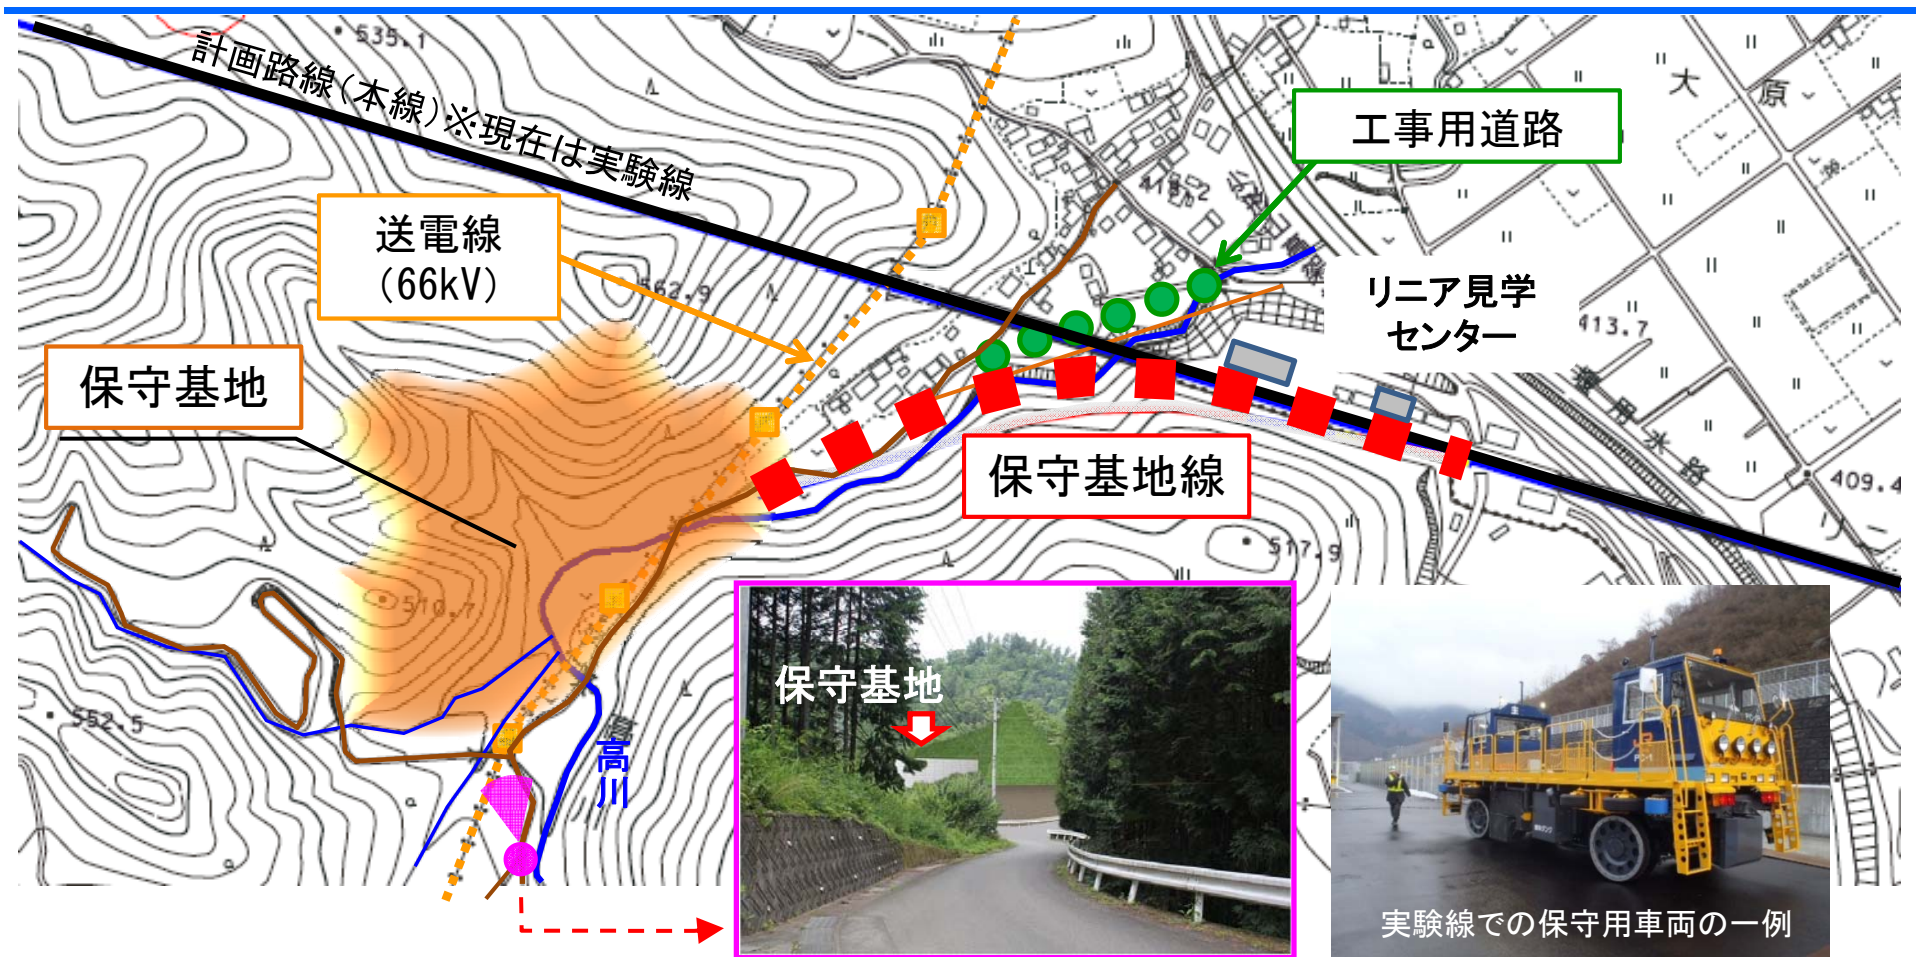 535.1
計画路線(本線)※現在は実験線
大原
工事用道路
送電線
(66kV)
562.9
418.2
リニア見学
センター
413.7
保守基地
保守基地線
409.4
517.9
510.7
552.5
高川
保守基地
実験線での保守用車両の一例